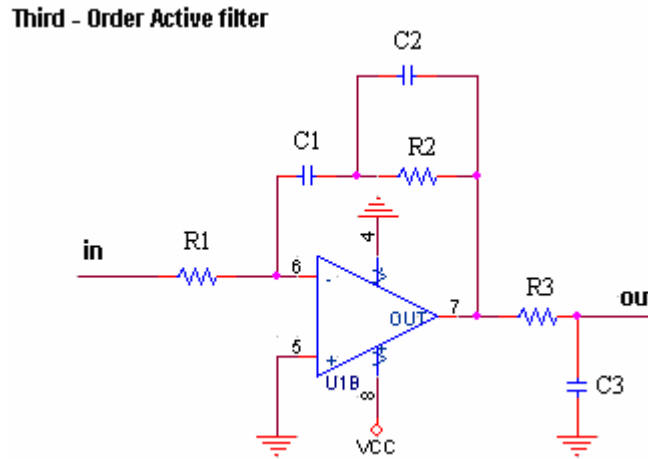 Third - Order Active filter
C2
C1
R2
in
R1
4
6
-
OUT
7
R3
out
5
+
U1B
8
C3
VCC